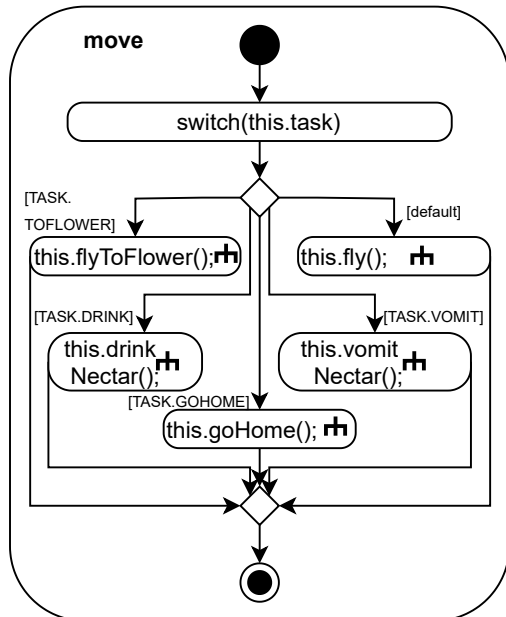 move
switch(this.task)
[TASK.
TOFLOWER]
[default]
this.flyToFlower();
this.fly();
[TASK.DRINK]
[TASK.VOMIT]
this.drink
Nectar();
this.vomit
Nectar();
[TASK.GOHOME]
this.goHome();